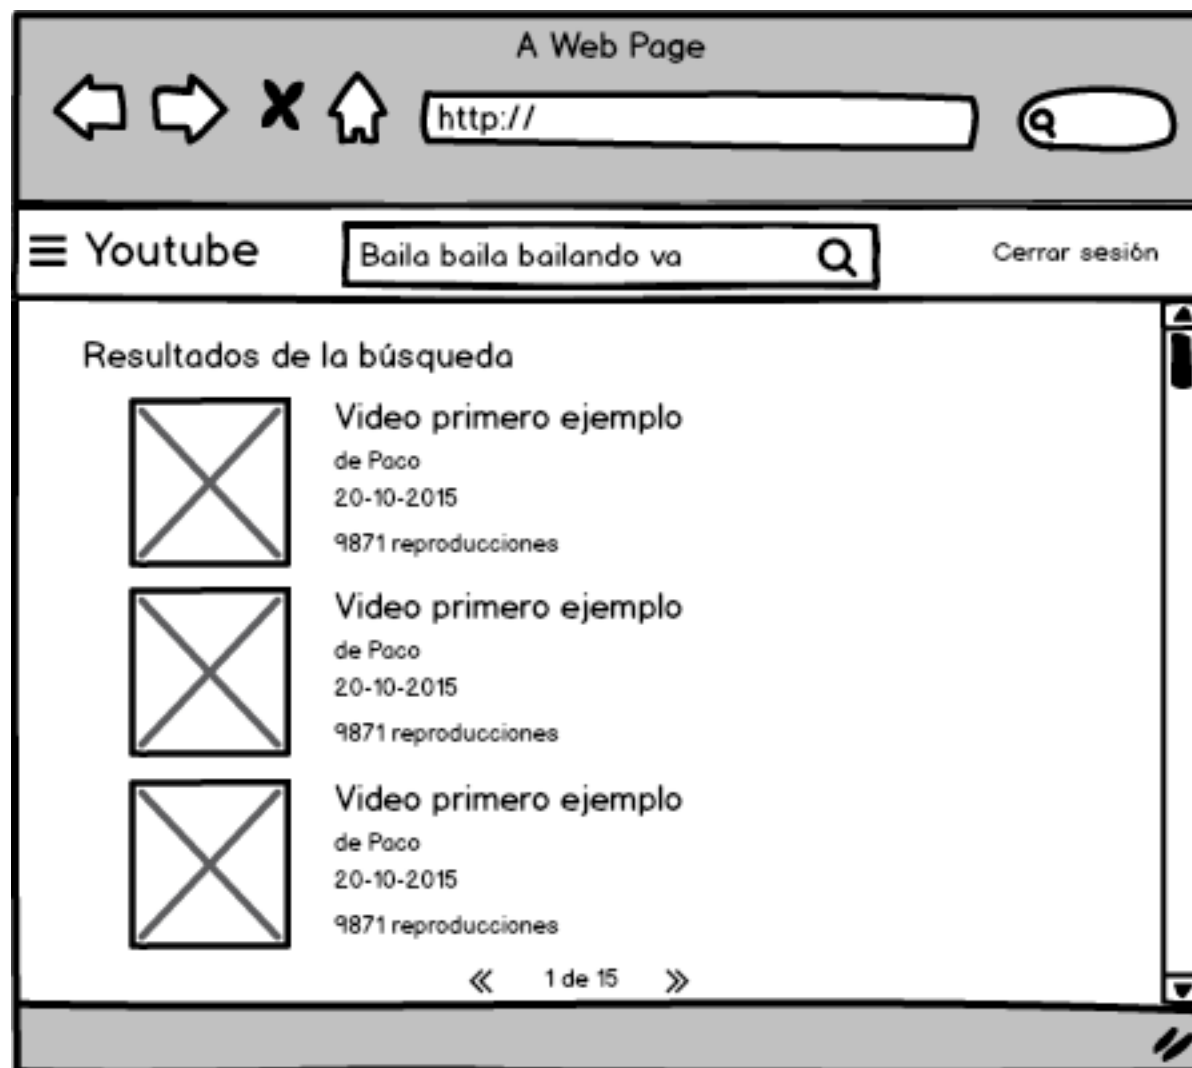 A Web Page
http://
Youtube
Baila baila bailando va
Cerrar sesión
Resultados de la búsqueda
Video primero ejemplo
de Paco
20-10-2015
9871 reproducciones
Video primero ejemplo
de Paco
20-10-2015
9871 reproducciones
Video primero ejemplo
de Paco
20-10-2015
9871 reproducciones
1 de 15